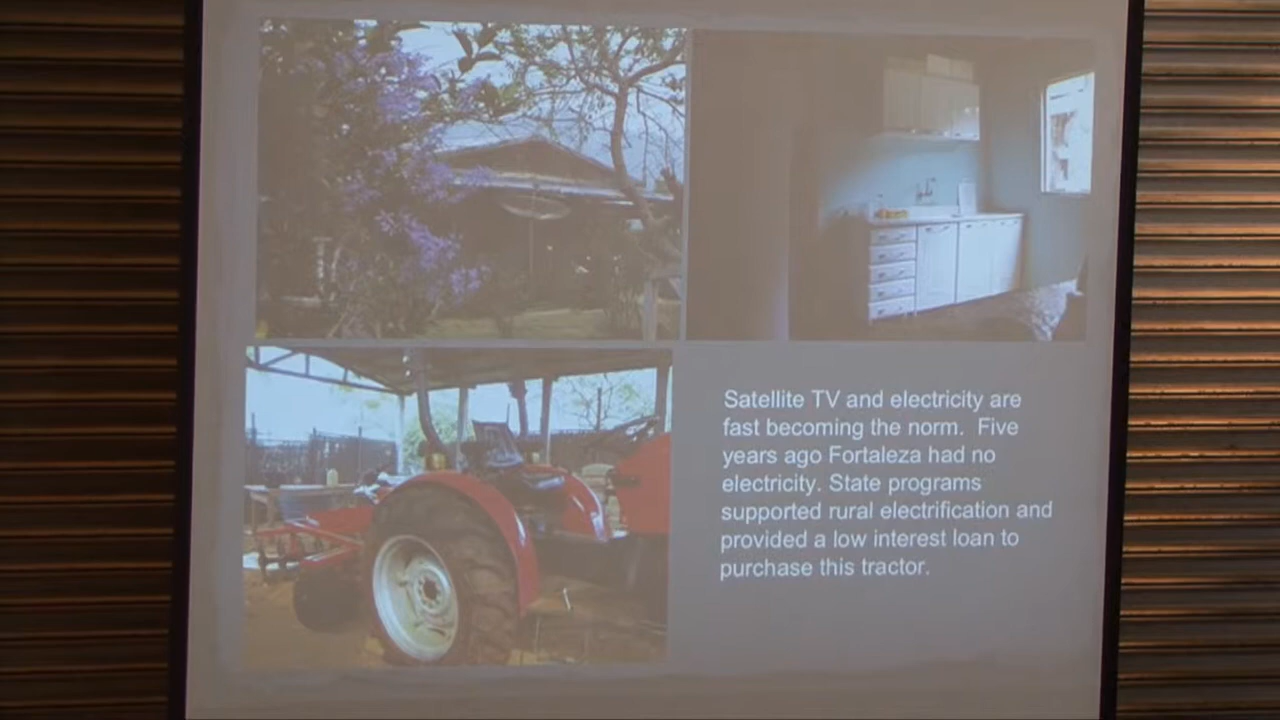 Satellite TV and electricity are
fast becoming the norm.  Five
years ago Fortaleza had no
electricity. State programs
supported rural electrification and
provided a low interest loan to
purchase this tractor.